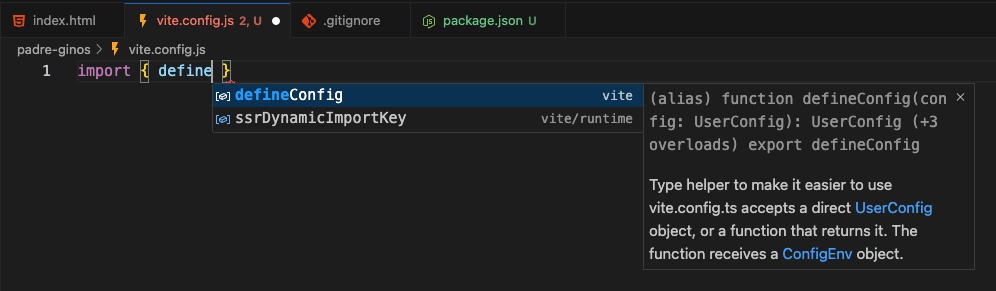 index.html
vite.config.js 2, U
.gitignore
package.json U
padre-ginos > vite.config.js
1 import { define }
defineConfig vite
ssrDynamicImportKey vite/runtime
(alias) function defineConfig(con
fig: UserConfig): UserConfig (+3
overloads) export defineConfig
Type helper to make it easier to use
vite.config.ts accepts a direct UserConfig
object, or a function that returns it. The
function receives a ConfigEnv object.